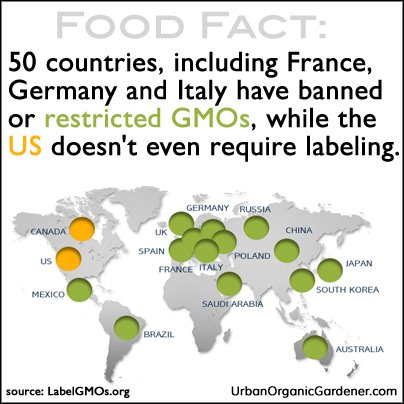 FOOD FACT:
50 countries, including France,
Germany and Italy have banned
or restricted GMOs, while the
US doesn't even require labeling.
GERMANY
RUSSIA
CANADA
UK
CHINA
US
SPAIN
POLAND
JAPAN
FRANCE
ITALY
MEXICO
SOUTH KOREA
SAUDI ARABIA
BRAZIL
AUSTRALIA
source: LabelGMOs.org
UrbanOrganicGardener.com